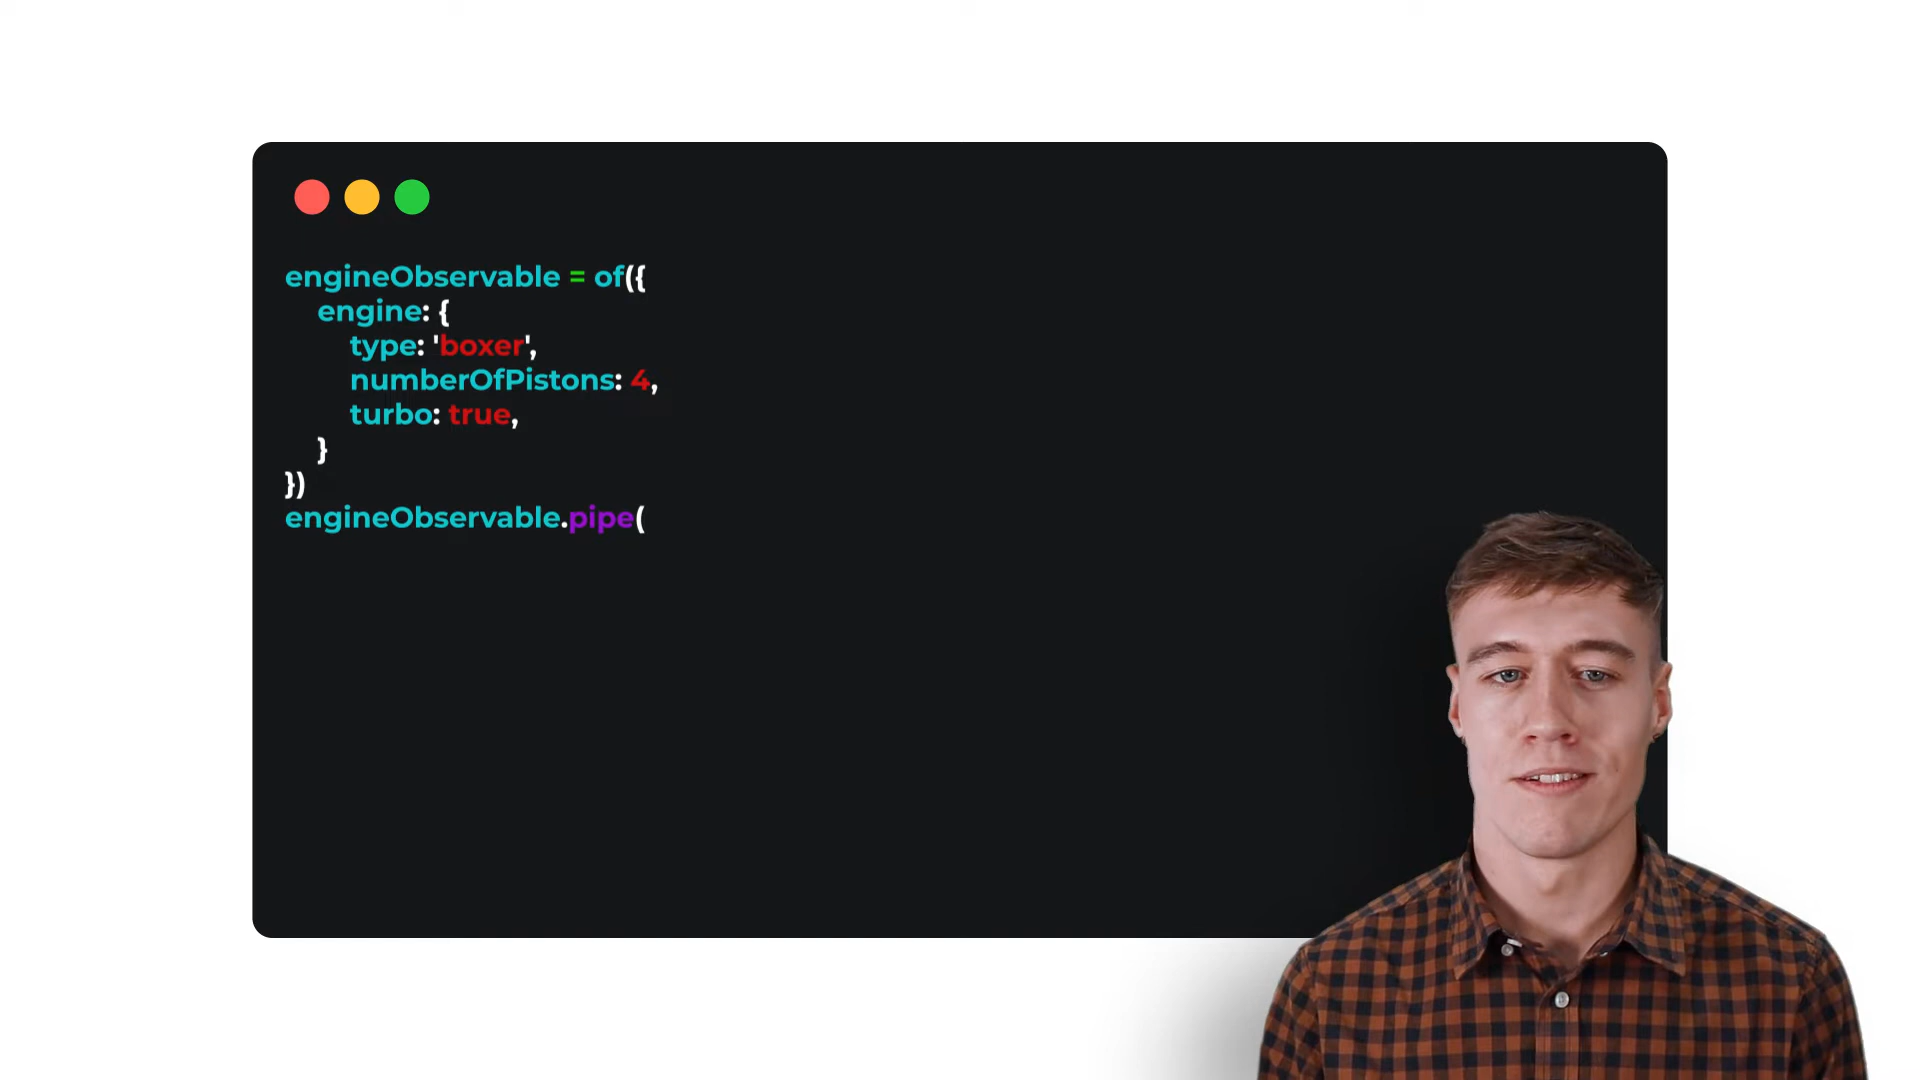 engineObservable = of({
engine: {
type: 'boxer',
numberOfPistons: 4,
turbo: true,
}
})
engineObservable.pipe(